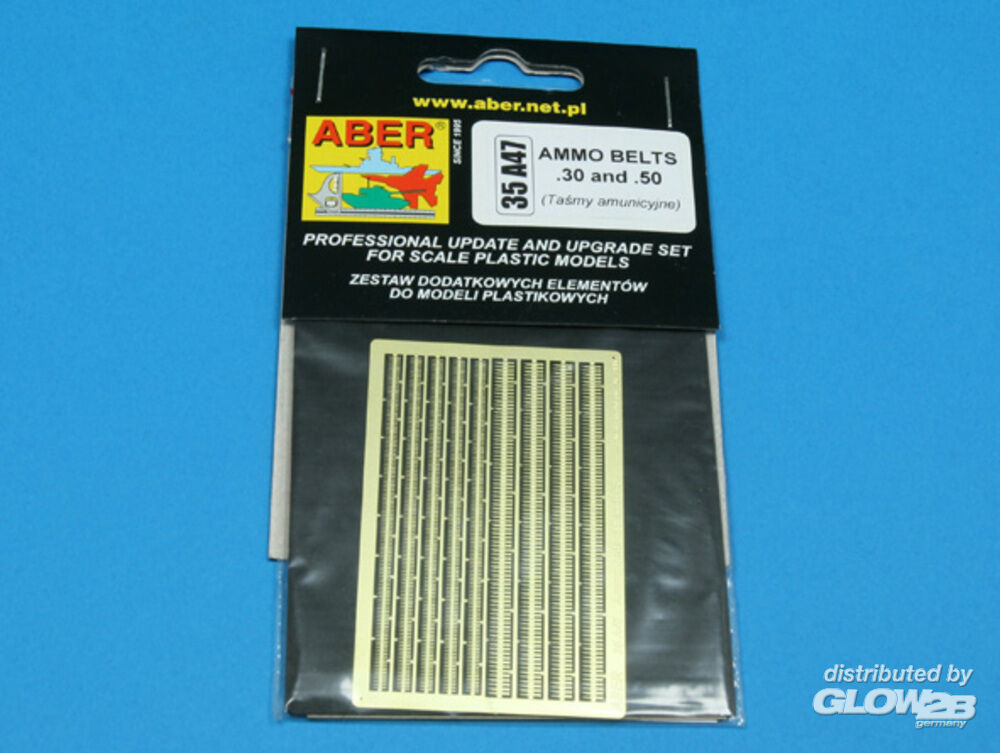 www.aber.net.pl
ABER®
SINCE 1995
35 A47
AMMO BELTS
.30 and .50
(Taśmy amunicyjne)
PROFESSIONAL UPDATE AND UPGRADE SET
FOR SCALE PLASTIC MODELS
ZESTAW DODATKOWYCH ELEMENTÓW
DO MODELI PLASTIKOWYCH
distributed by
GLOW2B
germany